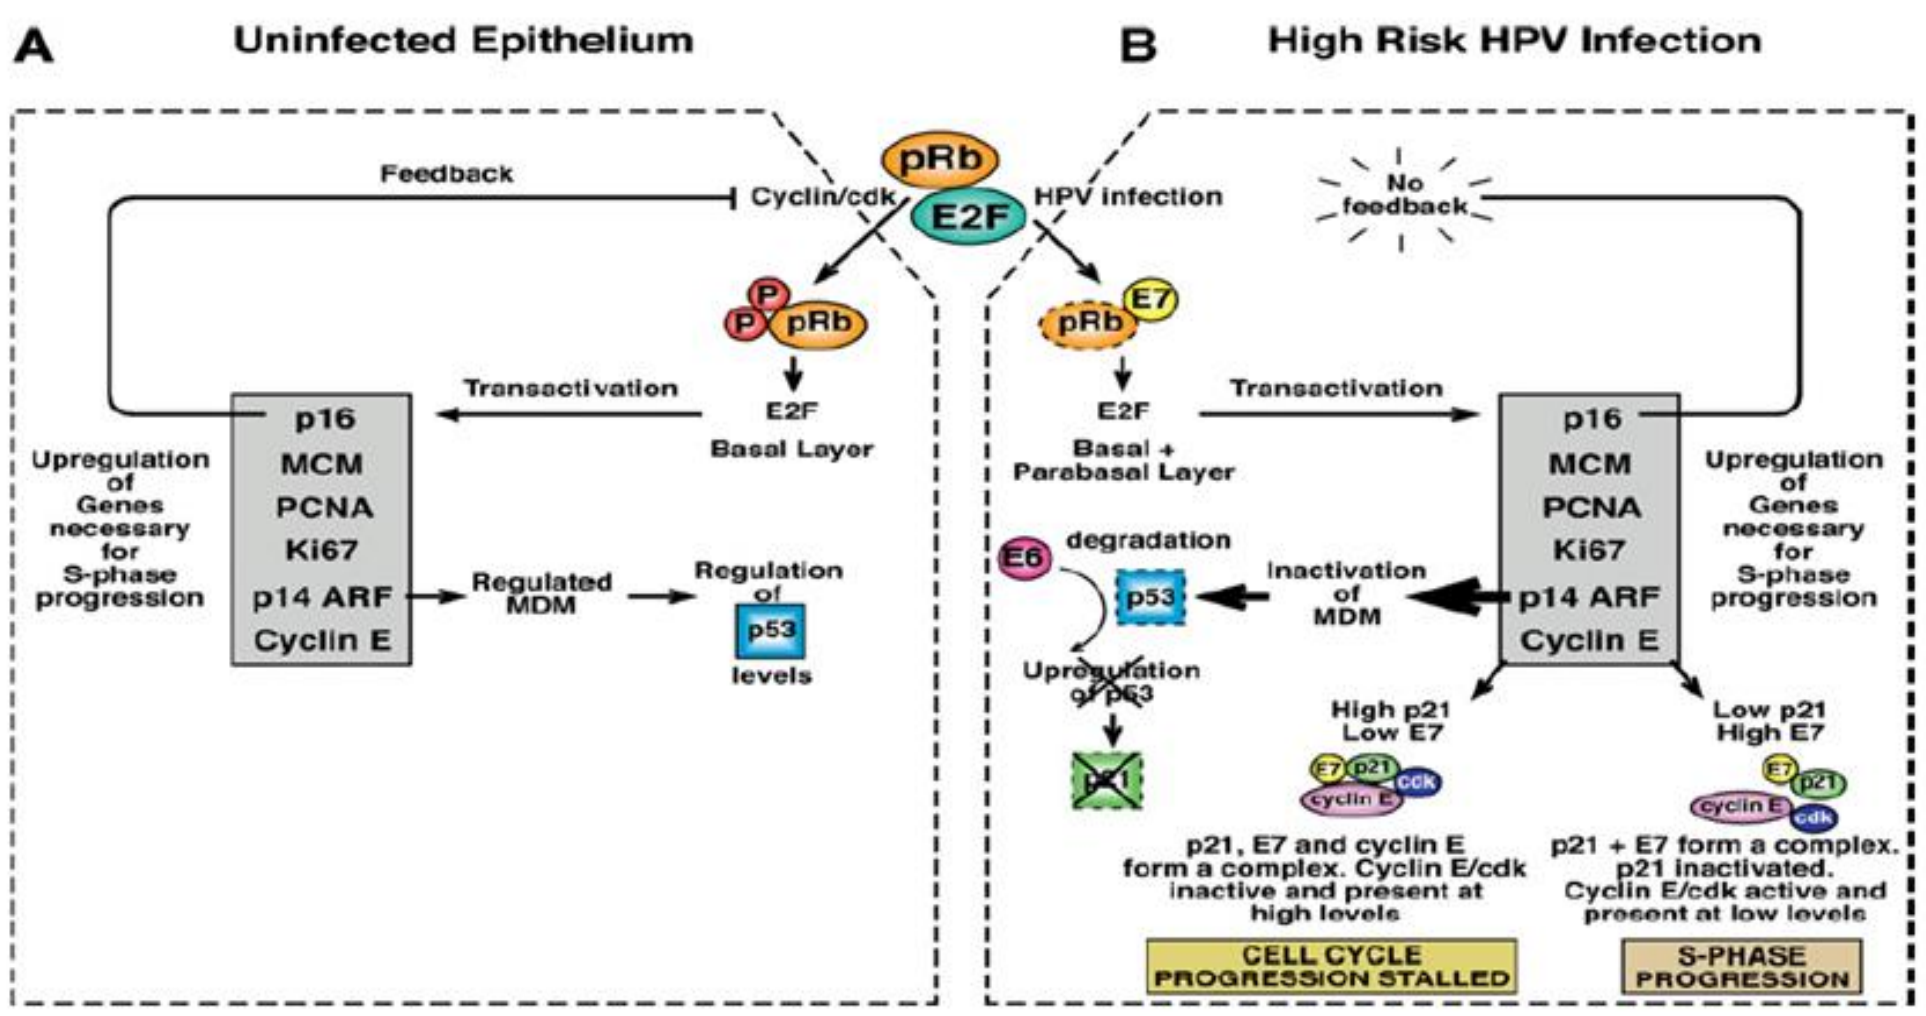 A
Uninfected Epithelium
Feedback
Cyclin/cdk
pRb
E2F
P
P
pRb
Transactivation
E2F
Basal Layer
p16
MCM
PCNA
Ki67
p14 ARF
Cyclin E
Upregulation
of
Genes
necessary
for
S-phase
progression
Regulated
MDM
Regulation
of
p53
levels
B
High Risk HPV Infection
HPV infection
No
feedback
pRb
E7
E2F
Basal +
Parabasal Layer
Transactivation
p16
MCM
PCNA
Ki67
p14 ARF
Cyclin E
Upregulation
of
Genes
necessary
for
S-phase
progression
Inactivation
of
MDM
E6
degradation
p53
Upregulation
of p53
p21
High p21
Low E7
E7
p21
cdk
cyclin E
p21, E7 and cyclin E
form a complex. Cyclin E/cdk
inactive and present at
high levels
CELL CYCLE
PROGRESSION STALLED
Low p21
High E7
E7
p21
cyclin E
cdk
p21 + E7 form a complex.
p21 inactivated.
Cyclin E/cdk active and
present at low levels
S-PHASE
PROGRESSION